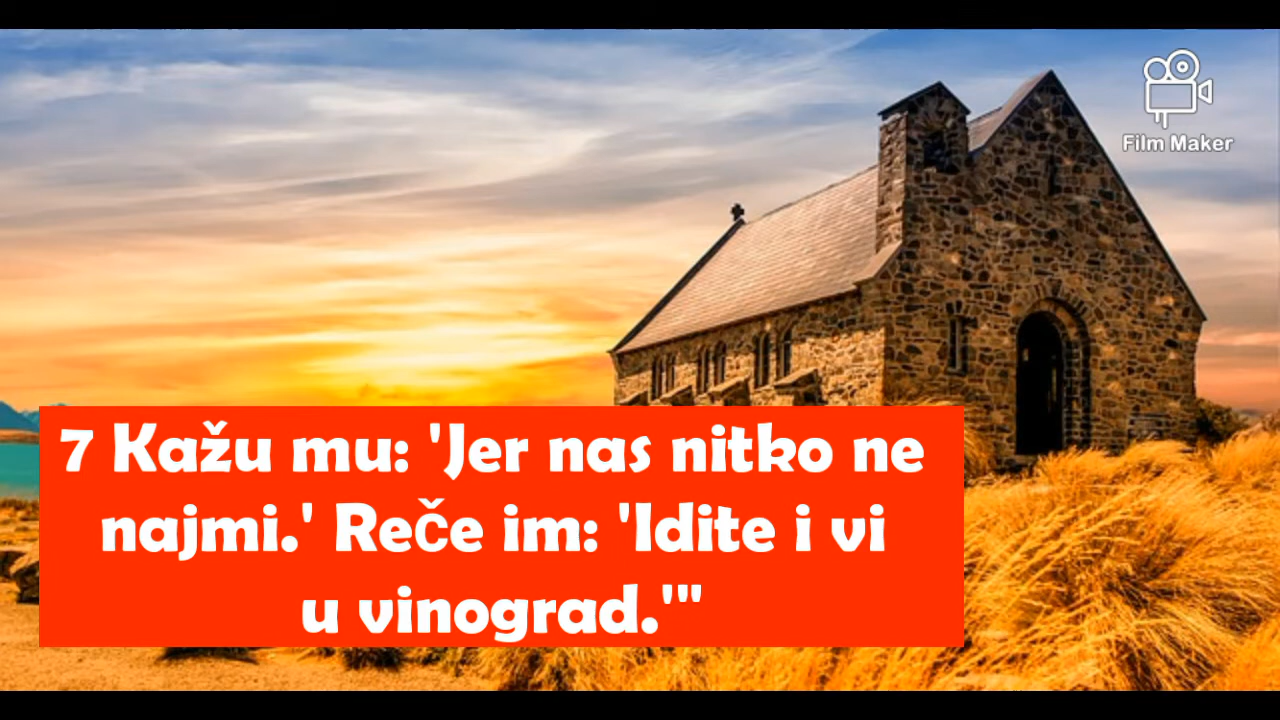 Film Maker
7 Kažu mu: 'Jer nas nitko ne
najmi.' Reče im: 'Idite i vi
u vinograd.'"